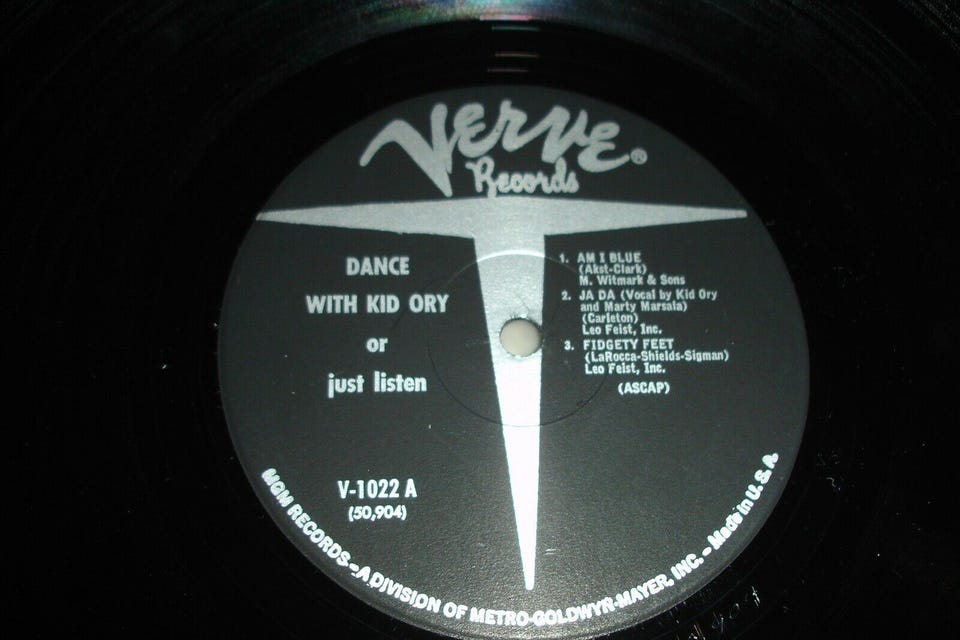 Verve®
Records
DANCE
WITH KID ORY
or
just listen
1. AM I BLUE
(Akst-Clark)
M. Witmark & Sons
2. JA DA (Vocal by Kid Ory
and Marty Marsala)
(Carleton)
Leo Feist, Inc.
3. FIDGETY FEET
(LaRocca-Shields-Sigman)
Leo Feist, Inc.
(ASCAP)
V-1022 A
(50,904)
MGM RECORDS - A DIVISION OF METRO-GOLDWYN-MAYER, INC. - Made in U.S.A.